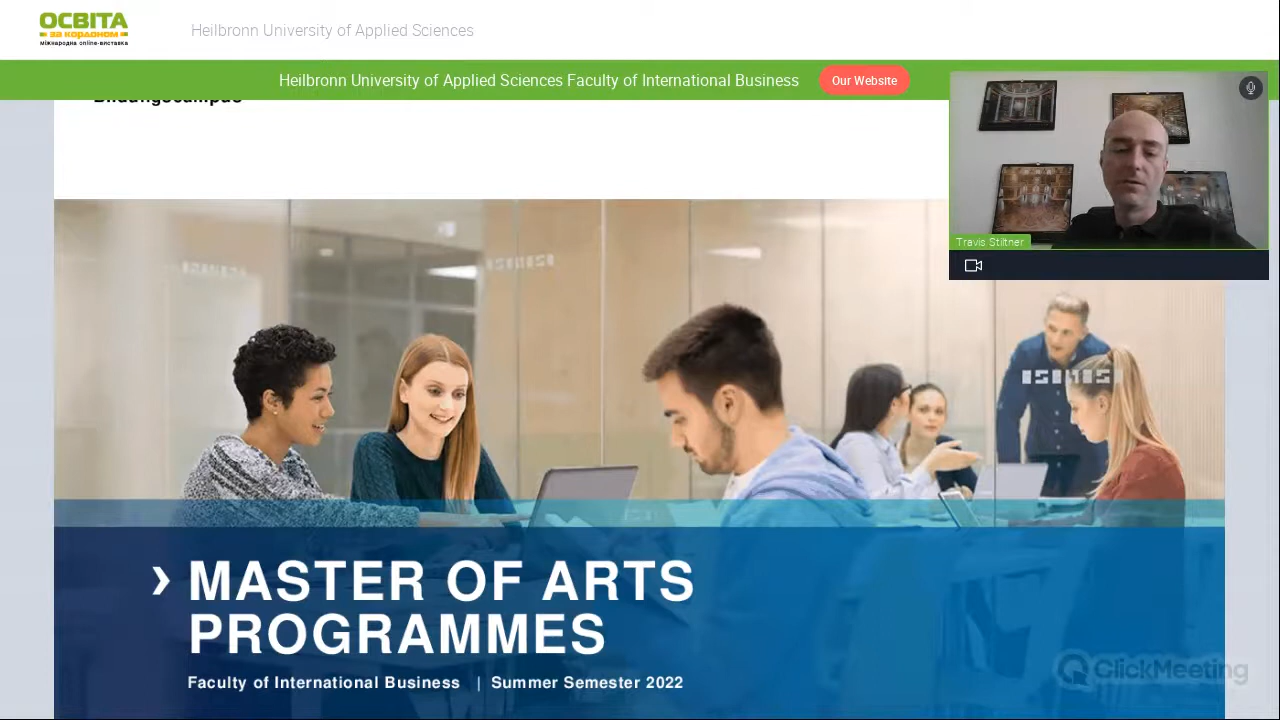 ОСВІТА
ЗА КОРДОНОМ
міжнародна online-виставка
Heilbronn University of Applied Sciences
Heilbronn University of Applied Sciences Faculty of International Business
Our Website
Bildungscampus
Travis Stiltner
› MASTER OF ARTS
PROGRAMMES
Faculty of International Business | Summer Semester 2022
ClickMeeting